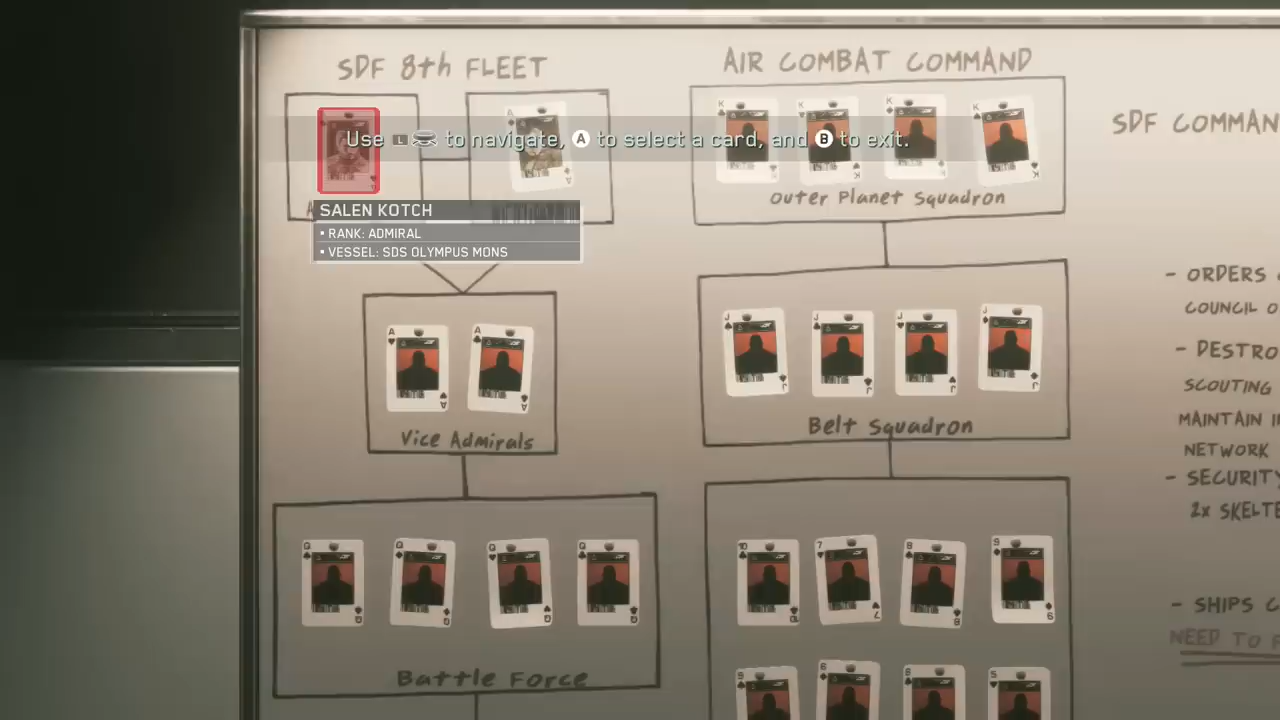 SDF 8th FLEET
AIR COMBAT COMMAND
Use L to navigate, A to select a card, and B to exit.
SDF COMMAN
Outer Planet Squadron
SALEN KOTCH
• RANK: ADMIRAL
• VESSEL: SDS OLYMPUS MONS
- ORDERS
COUNCIL O
- DESTRO
SCOUTING
MAINTAIN
NETWORK
- SECURITY
2x SKELTE
Belt Squadron
Vice Admirals
- SHIPS
NEED TO
Battle Force